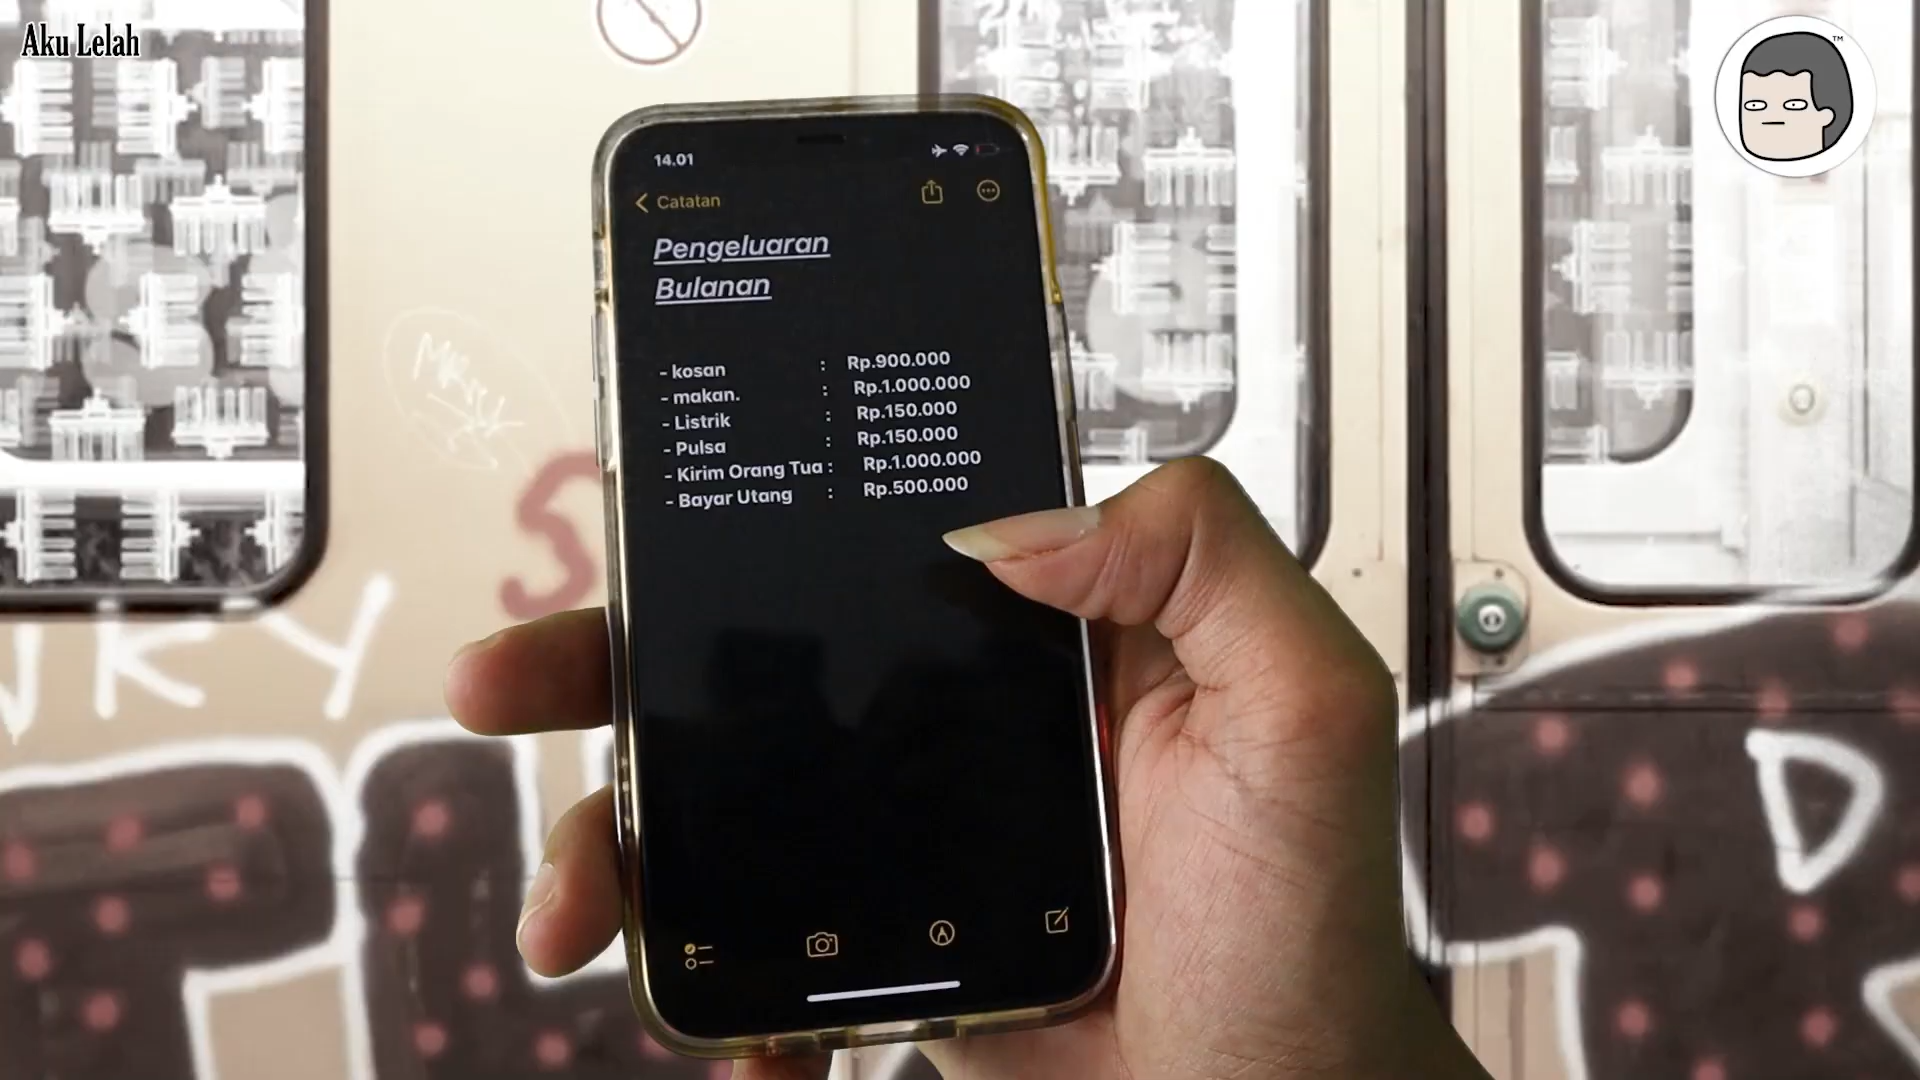 Aku Lelah
TM
14.01
Catatan
Pengeluaran
Bulanan
- kosan : Rp.900.000
- makan. : Rp.1.000.000
- Listrik : Rp.150.000
- Pulsa : Rp.150.000
- Kirim Orang Tua : Rp.1.000.000
- Bayar Utang : Rp.500.000